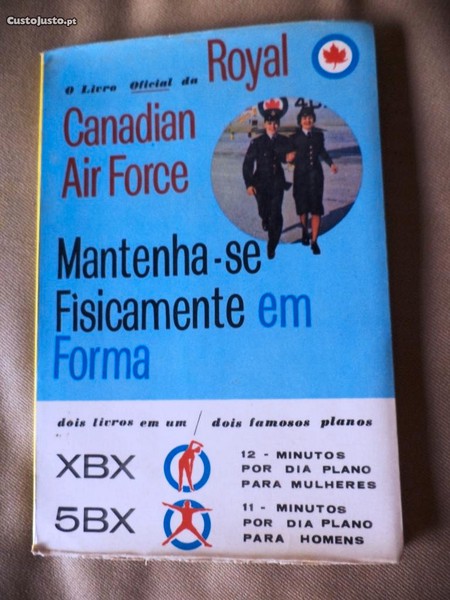 CustoJusto.pt
O Livro Oficial da Royal
Canadian
Air Force
Mantenha-se
Fìsicamente em
Forma
dois livros em um / dois famosos planos
XBX
12 - MINUTOS
POR DIA PLANO
PARA MULHERES
5BX
11 - MINUTOS
POR DIA PLANO
PARA HOMENS